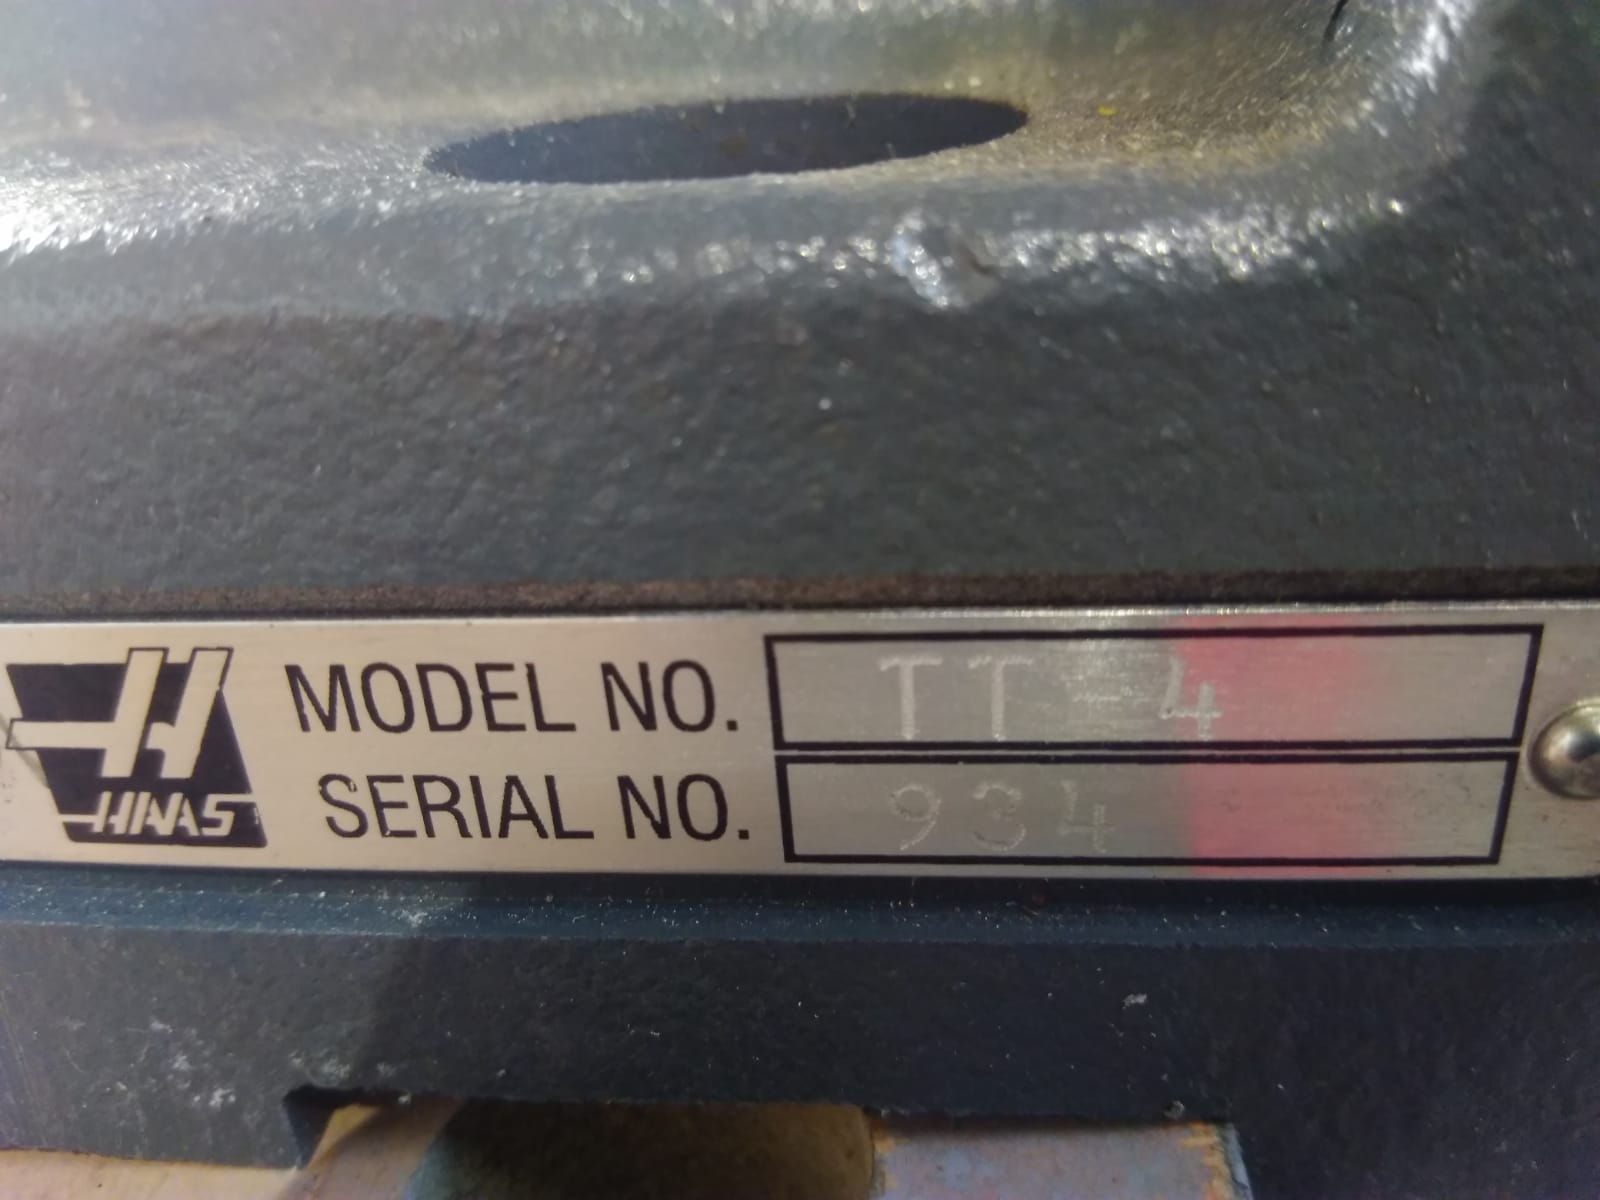 HAAS
MODEL NO. TT-4
SERIAL NO. 934